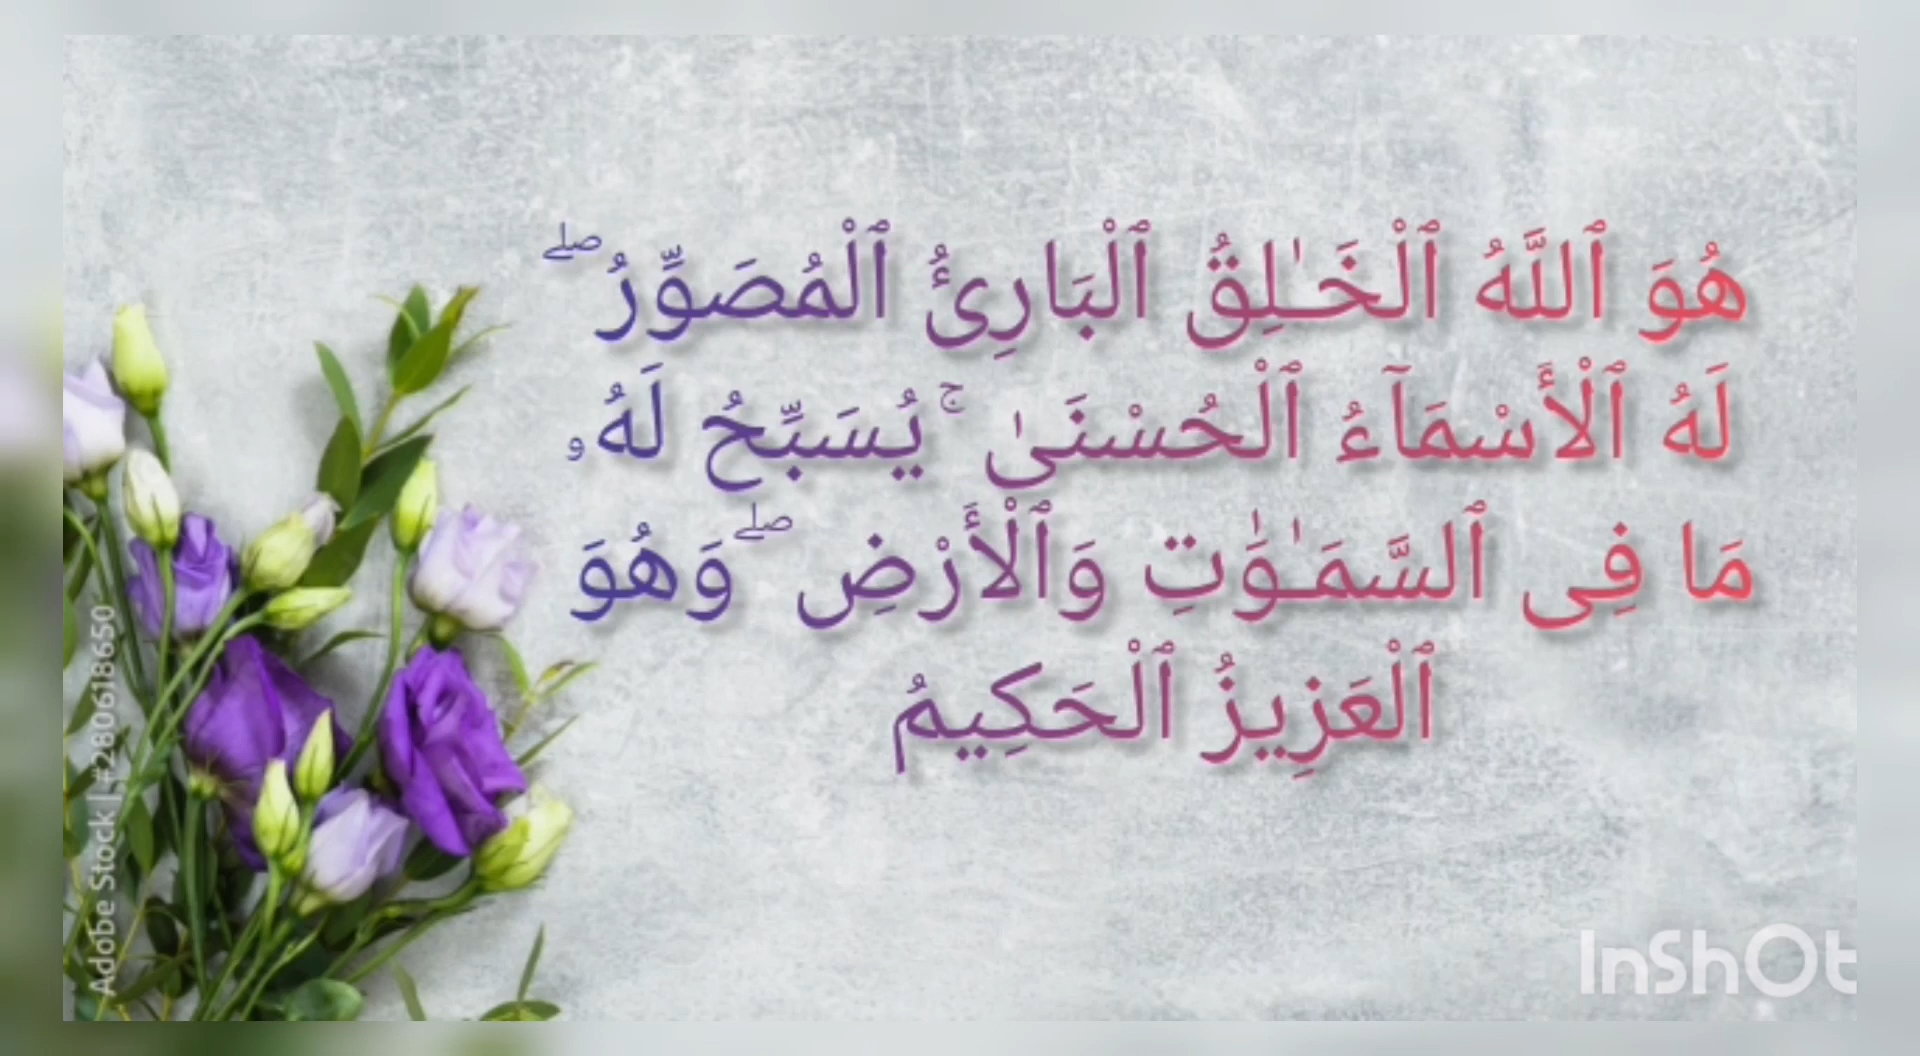 هُوَ ٱللَّهُ ٱلْخَـٰلِقُ ٱلْبَارِئُ ٱلْمُصَوِّرُ ۖ
لَهُ ٱلْأَسْمَآءُ ٱلْحُسْنَىٰ ۚ يُسَبِّحُ لَهُۥ
مَا فِى ٱلسَّمَـٰوَٰتِ وَٱلْأَرْضِ ۖ وَهُوَ
ٱلْعَزِيزُ ٱلْحَكِيمُ
Adobe Stock | #280618650
InShOt